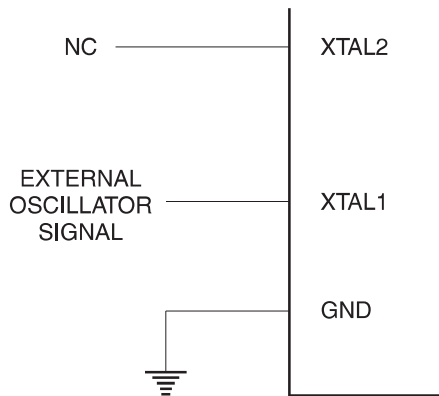 NC
XTAL2
EXTERNAL
OSCILLATOR
SIGNAL
XTAL1
GND